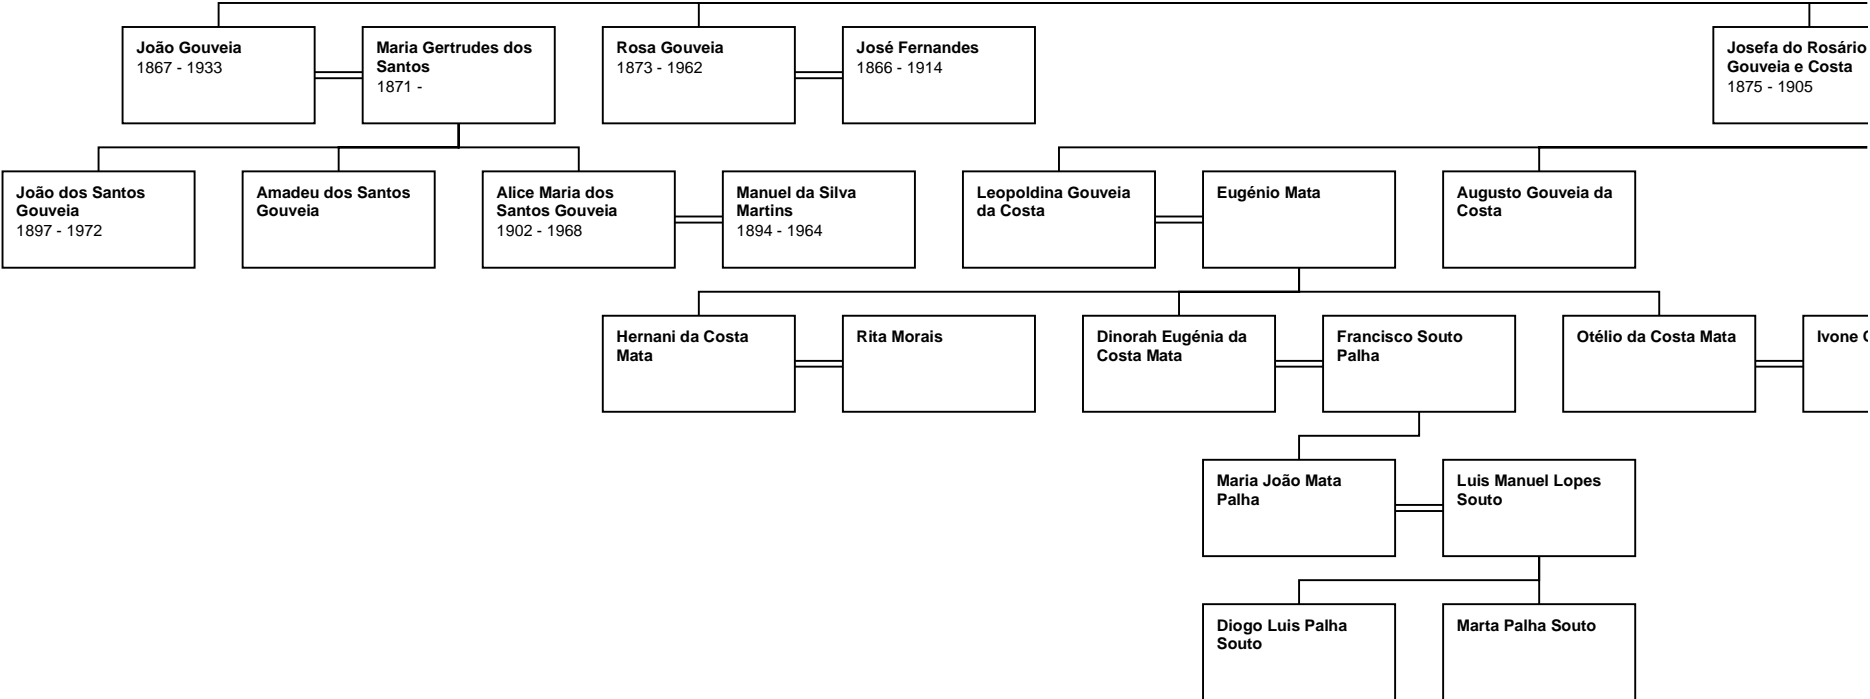 João Gouveia
1867 - 1933
Maria Gertrudes dos
Santos
1871 -
Rosa Gouveia
1873 - 1962
José Fernandes
1866 - 1914
Josefa do Rosário
Gouveia e Costa
1875 - 1905
João dos Santos
Gouveia
1897 - 1972
Amadeu dos Santos
Gouveia
Alice Maria dos
Santos Gouveia
1902 - 1968
Manuel da Silva
Martins
1894 - 1964
Leopoldina Gouveia
da Costa
Eugénio Mata
Augusto Gouveia da
Costa
Hernani da Costa
Mata
Rita Morais
Dinorah Eugénia da
Costa Mata
Francisco Souto
Palha
Otélio da Costa Mata
Ivone
Maria João Mata
Palha
Luis Manuel Lopes
Souto
Diogo Luis Palha
Souto
Marta Palha Souto